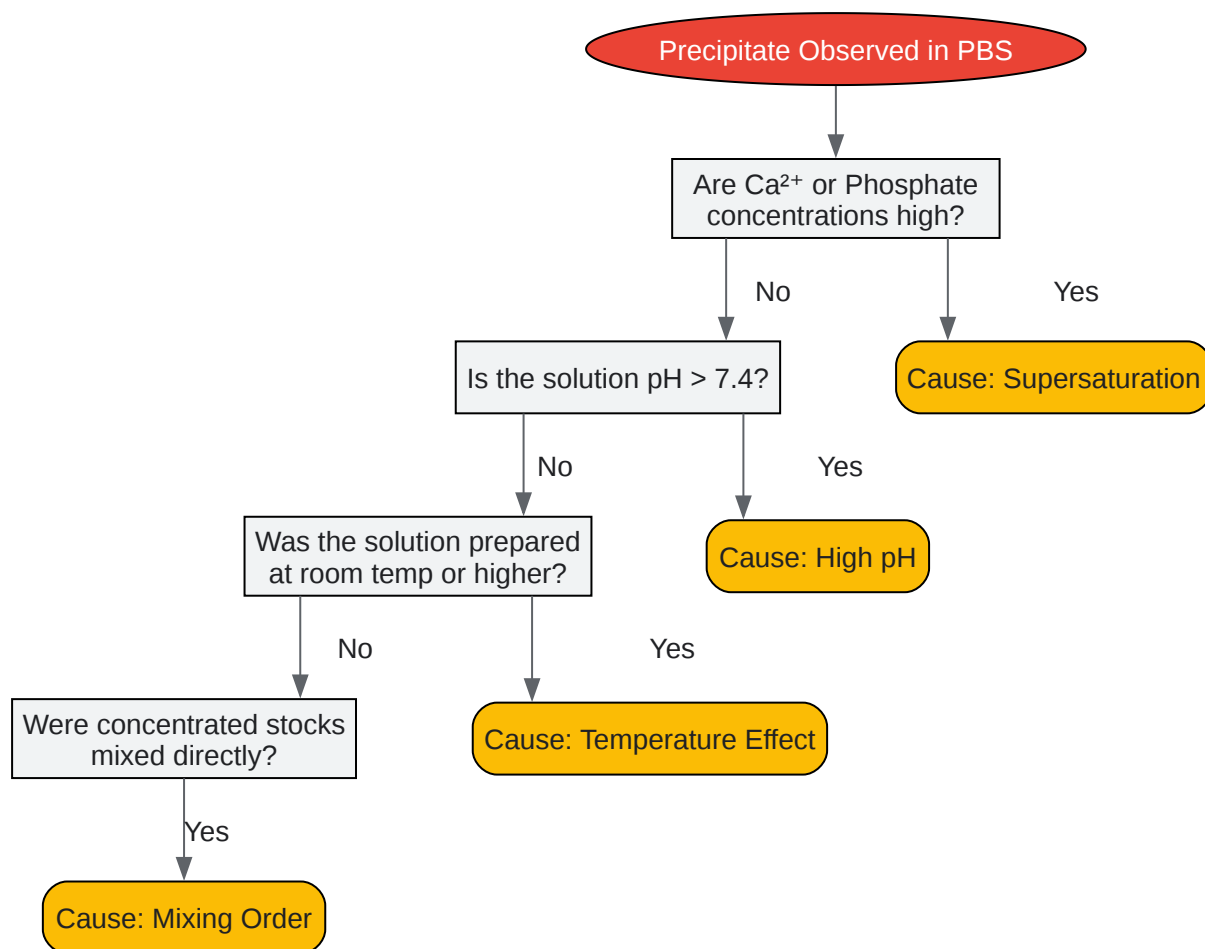 Precipitate Observed in PBS
Are Ca²⁺ or Phosphate
concentrations high?
No
Yes
Is the solution pH > 7.4?
Cause: Supersaturation
No
Yes
Was the solution prepared
at room temp or higher?
Cause: High pH
No
Yes
Were concentrated stocks
mixed directly?
Cause: Temperature Effect
Yes
Cause: Mixing Order